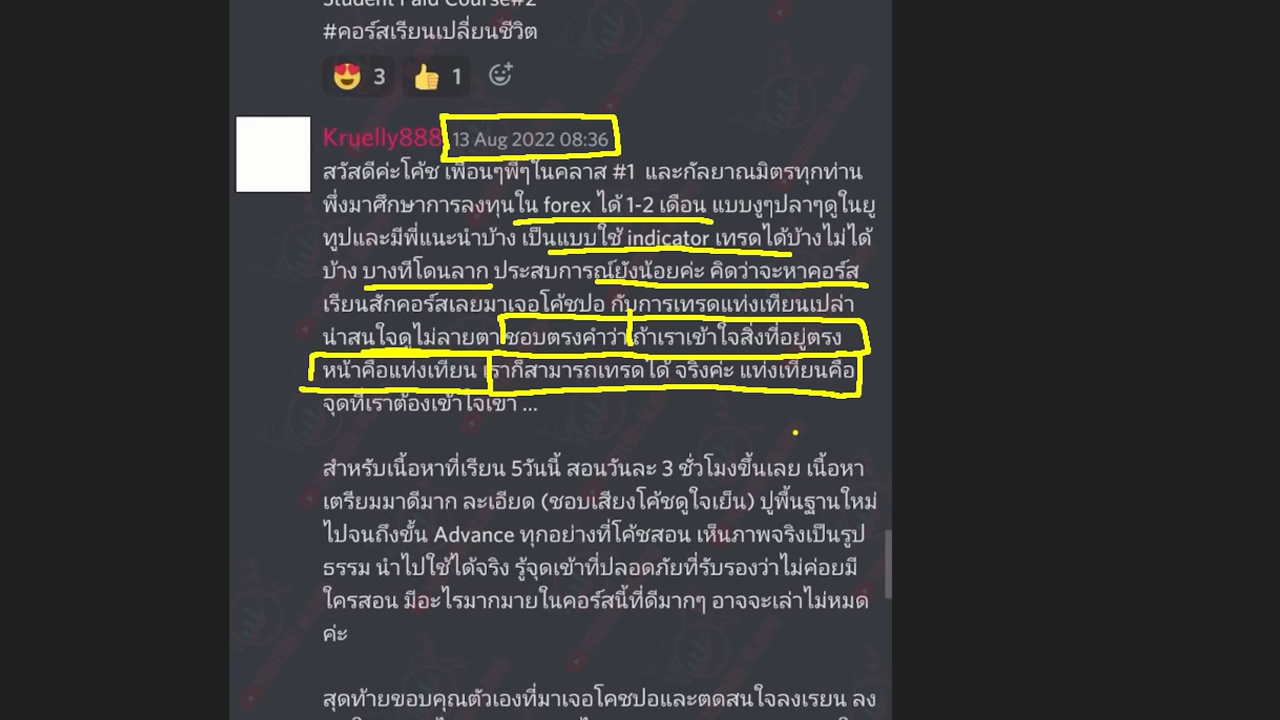 Student Paid Course#2
#คอร์สเรียนเปลี่ยนชีวิต
3 1
Kruelly888 13 Aug 2022 08:36
สวัสดีค่ะโค้ช เพื่อนๆพี่ๆในคลาส #1 และกัลยาณมิตรทุกท่าน
พึ่งมาศึกษาการลงทุนใน forex ได้ 1-2 เดือน แบบงูๆปลาๆดูในยู
ทูปและมีพี่แนะนำบ้าง เป็นแบบใช้ indicator เทรดได้บ้างไม่ได้
บ้าง บางทีโดนลาก ประสบการณ์ยังน้อยค่ะ คิดว่าจะหาคอร์ส
เรียนสักคอร์สเลยมาเจอโค้ชปอ กับการเทรดแท่งเทียนเปล่า
น่าสนใจดูไม่ลายตา ชอบตรงคำว่า ถ้าเราเข้าใจสิ่งที่อยู่ตรง
หน้าคือแท่งเทียน เราก็สามารถเทรดได้ จริงค่ะ แท่งเทียนคือ
จุดที่เราต้องเข้าใจเขา ...
สำหรับเนื้อหาที่เรียน 5วันนี้ สอนวันละ 3 ชั่วโมงขึ้นเลย เนื้อหา
เตรียมมาดีมาก ละเอียด (ชอบเสียงโค้ชดูใจเย็น) ปูพื้นฐานใหม่
ไปจนถึงขั้น Advance ทุกอย่างที่โค้ชสอน เห็นภาพจริงเป็นรูป
ธรรม นำไปใช้ได้จริง รู้จุดเข้าที่ปลอดภัยที่รับรองว่าไม่ค่อยมี
ใครสอน มีอะไรมากมายในคอร์สนี้ที่ดีมากๆ อาจจะเล่าไม่หมด
ค่ะ
สุดท้ายขอบคุณตัวเองที่มาเจอโค้ชปอและตัดสินใจลงเรียน ลง